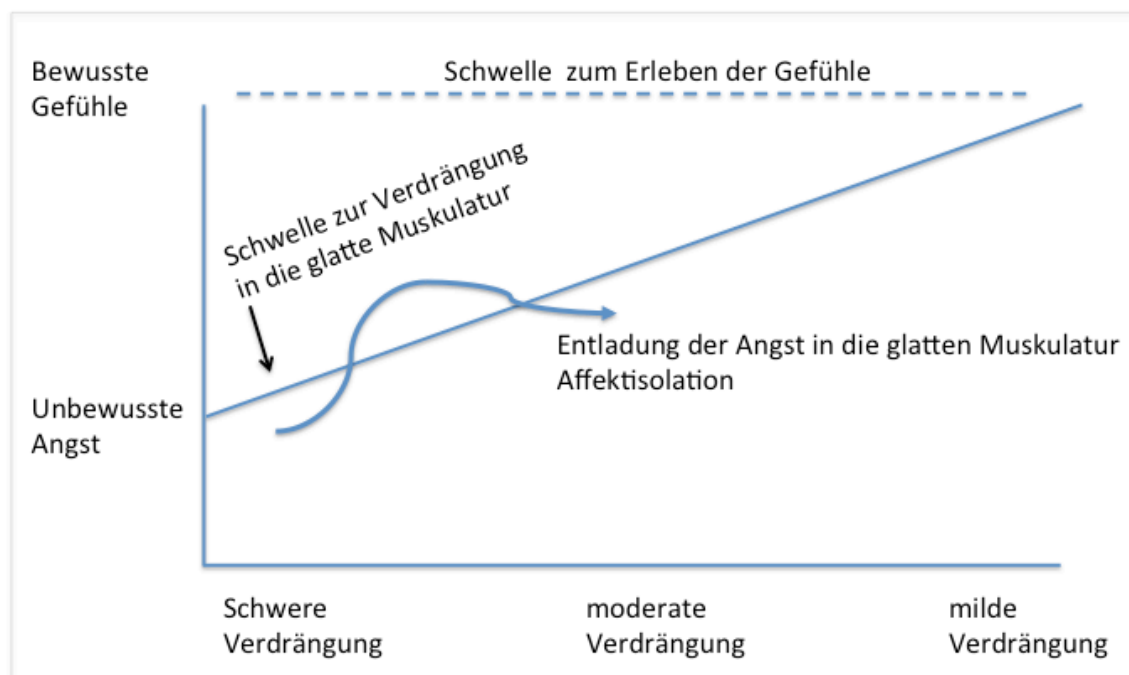 Bewusste
Gefühle
Schwelle zum Erleben der Gefühle
Schwelle zur Verdrängung
in die glatte Muskulatur
Entladung der Angst in die glatten Muskulatur
Affektisolation
Unbewusste
Angst
Schwere
Verdrängung
moderate
Verdrängung
milde
Verdrängung